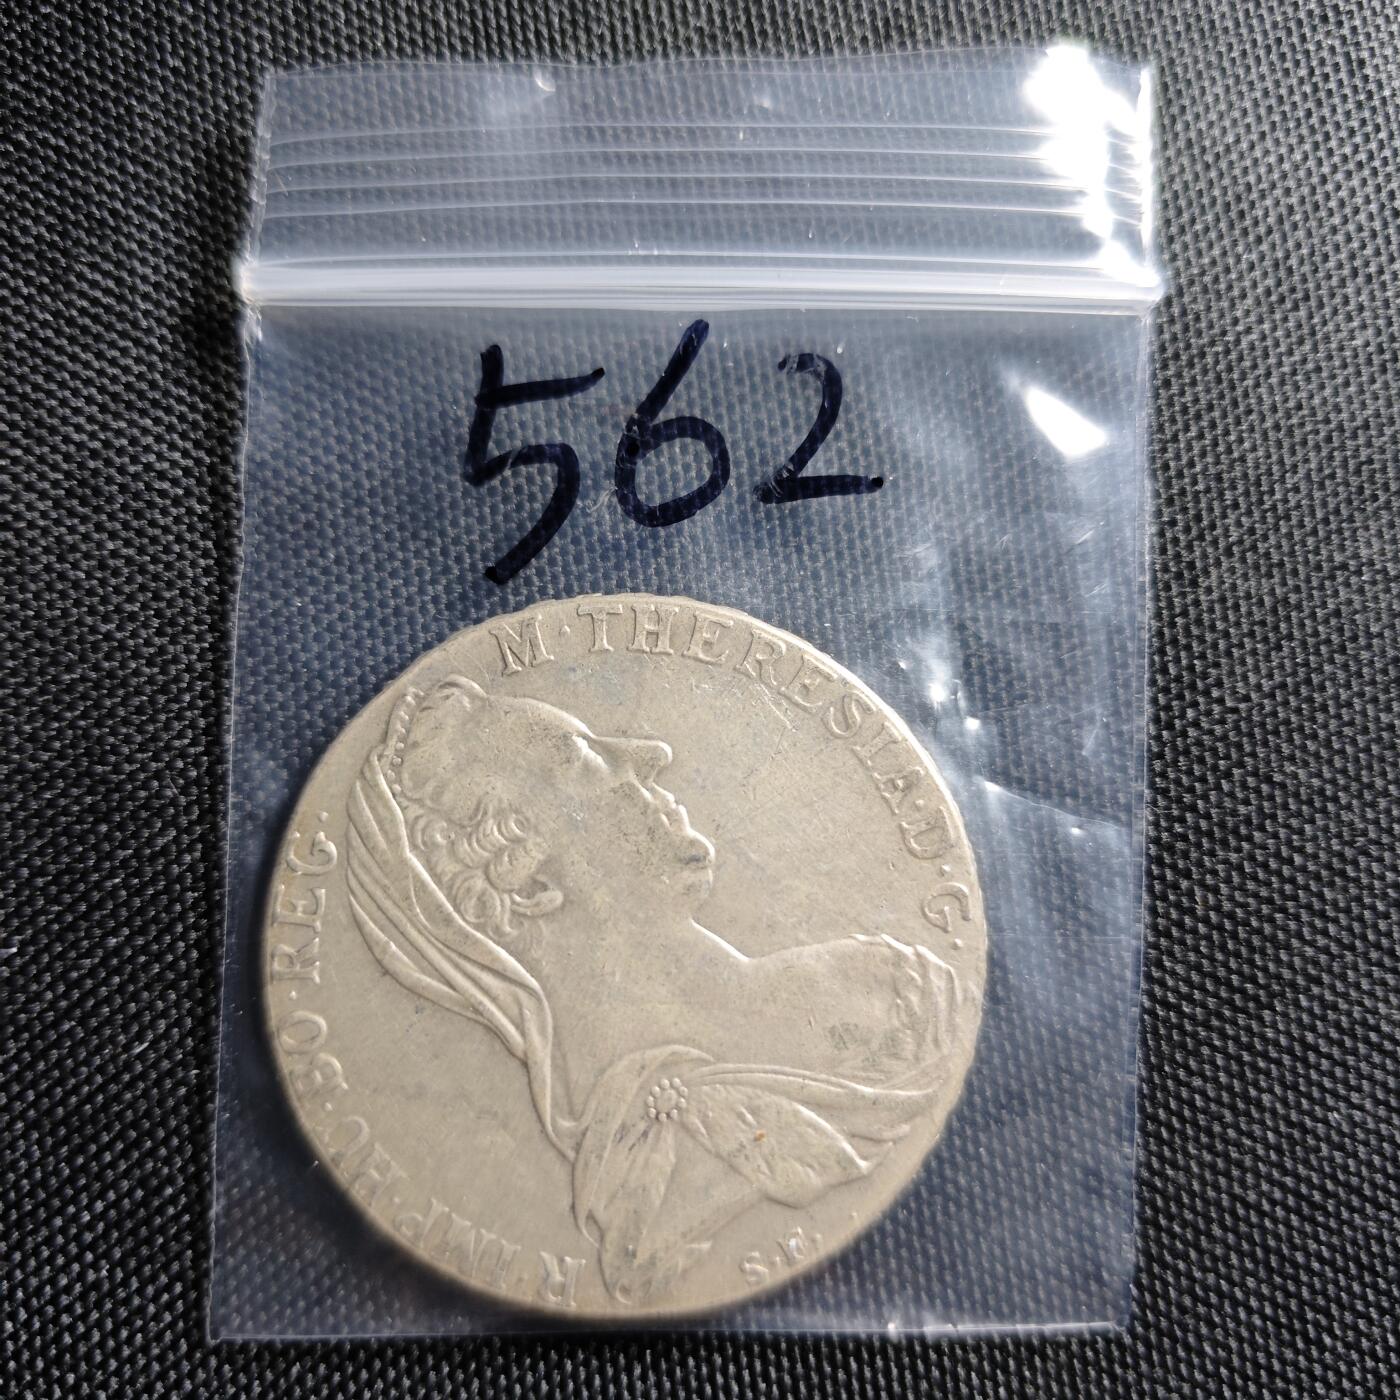 562
M·THERESIA·D·G·
R·IMP·HU·BO·REG·
S.F.